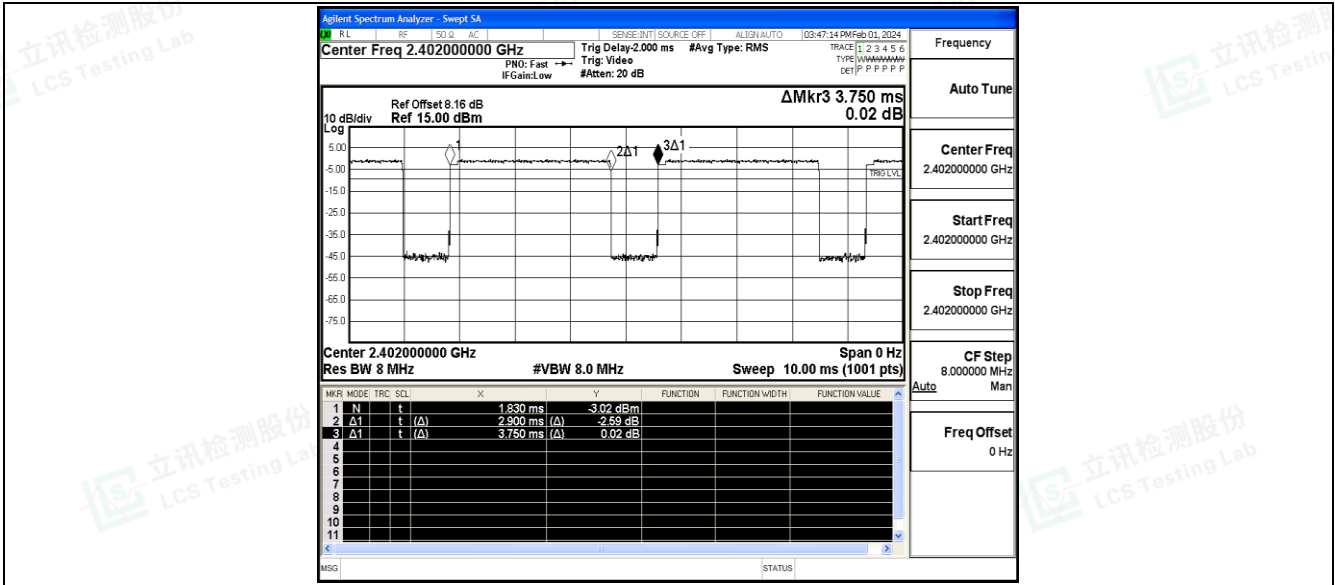 Agilent Spectrum Analyzer - Swept SA
RL RF 50 Ω AC SENSE:INT SOURCE OFF ALIGN AUTO 03:47:14 PM Feb 01, 2024
Center Freq 2.402000000 GHz
PNO: Fast
IFGain:Low
Trig Delay-2.000 ms #Avg Type: RMS
Trig: Video
#Atten: 20 dB
TRACE 1 2 3 4 5 6
TYPE
DET P P P P P P
Frequency
Auto Tune
ΔMkr3 3.750 ms
0.02 dB
Ref Offset 8.16 dB
10 dB/div Ref 15.00 dBm
Log
5.00
-5.00
-15.0
-25.0
-35.0
-45.0
-55.0
-65.0
-75.0
1
2Δ1
3Δ1
TRIG LVL
Center Freq
2.402000000 GHz
Start Freq
2.402000000 GHz
Stop Freq
2.402000000 GHz
CF Step
8.000000 MHz
Auto Man
Freq Offset
0 Hz
Center 2.402000000 GHz Span 0 Hz
Res BW 8 MHz #VBW 8.0 MHz Sweep 10.00 ms (1001 pts)
MKR MODE TRC SCL X Y FUNCTION FUNCTION WIDTH FUNCTION VALUE
1 N t 1.830 ms -3.02 dBm
2 Δ1 t (Δ) 2.900 ms (Δ) -2.59 dB
3 Δ1 t (Δ) 3.750 ms (Δ) 0.02 dB
4
5
6
7
8
9
10
11
MSG STATUS
立讯检测股份
LCS Testing Lab
立讯检测股份
LCS Testing
立讯检测股份
LCS Testing Lab
立讯检测股份
LCS Testing Lab